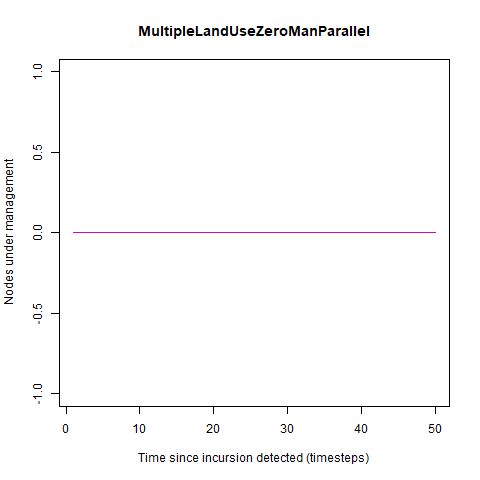 MultipleLandUseZeroManParallel
Nodes under management
1.0
0.5
0.0
-0.5
-1.0
0 10 20 30 40 50
Time since incursion detected (timesteps)